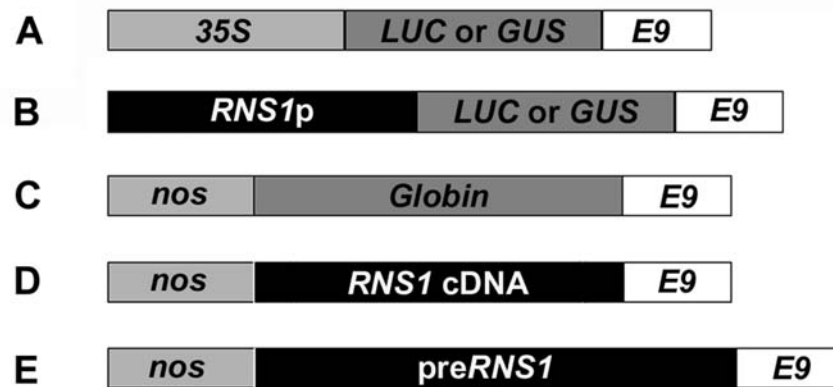 A 35S LUC or GUS E9
B RNS1p LUC or GUS E9
C nos Globin E9
D nos RNS1 cDNA E9
E nos preRNS1 E9